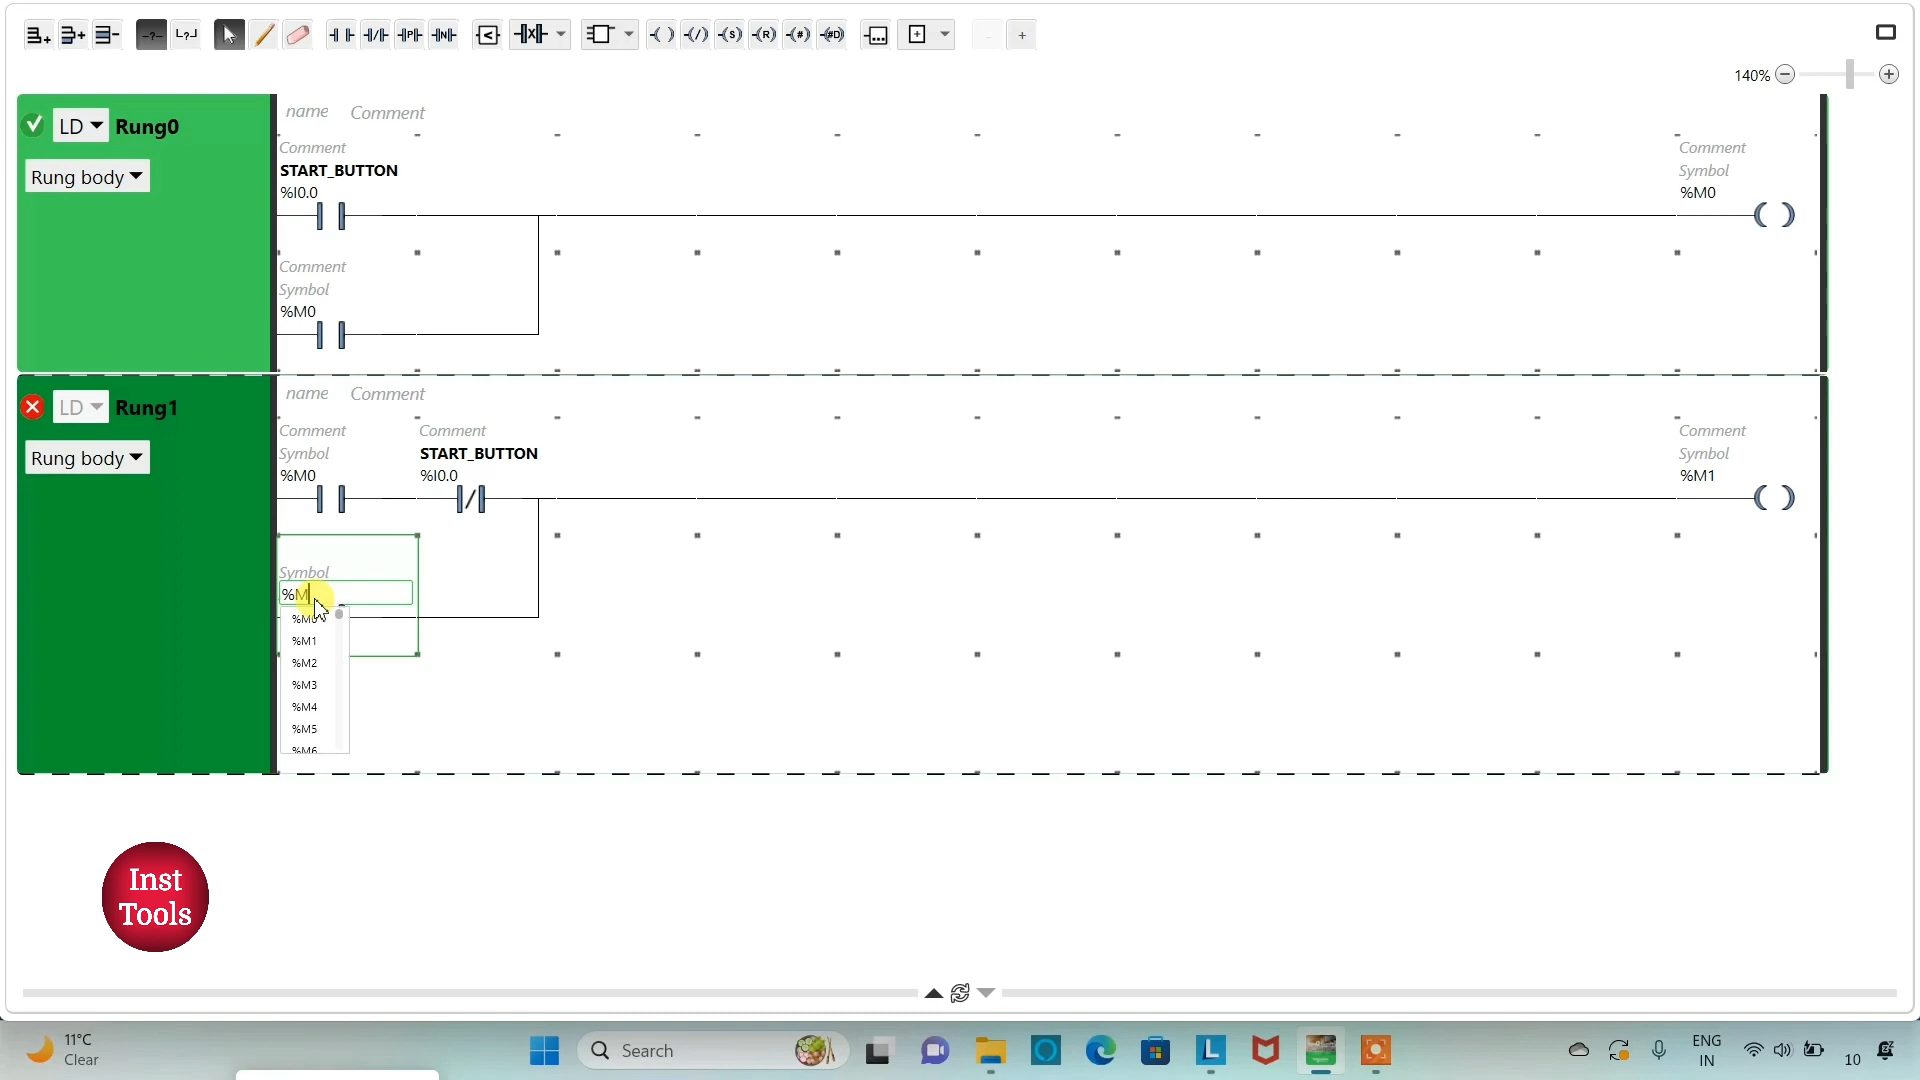 140%
LD Rung0
name Comment
Rung body
Comment
START_BUTTON
%I0.0
Comment
Symbol
%M0
Comment
Symbol
%M0
LD Rung1
name Comment
Rung body
Comment
Symbol
%M0
Comment
START_BUTTON
%I0.0
Comment
Symbol
%M1
Symbol
%M
%M0
%M1
%M2
%M3
%M4
%M5
%M6
Inst
Tools
11°C
Clear
Search
ENG
IN
10